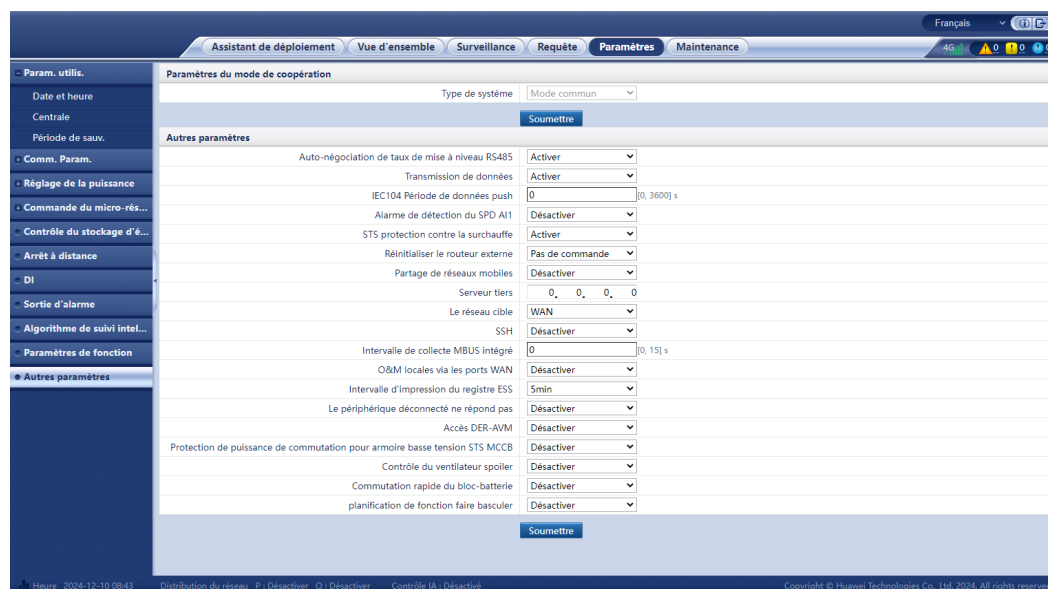 Français
Assistant de déploiement Vue d'ensemble Surveillance Requête Paramètres Maintenance
4G 0 0
Param. utilis.
Date et heure
Centrale
Période de sauv.
Comm. Param.
Réglage de la puissance
Commande du micro-rés...
Contrôle du stockage d'é...
Arrêt à distance
DI
Sortie d'alarme
Algorithme de suivi intel...
Paramètres de fonction
Autres paramètres
Paramètres du mode de coopération
Type de système Mode commun
Soumettre
Autres paramètres
Auto-négociation de taux de mise à niveau RS485 Activer
Transmission de données Activer
IEC104 Période de données push 0 [0, 3600] s
Alarme de détection du SPD AI1 Désactiver
STS protection contre la surchauffe Activer
Réinitialiser le routeur externe Pas de commande
Partage de réseaux mobiles Désactiver
Serveur tiers 0. 0. 0. 0
Le réseau cible WAN
SSH Désactiver
Intervalle de collecte MBUS intégré 0 [0, 15] s
O&M locales via les ports WAN Désactiver
Intervalle d'impression du registre ESS 5min
Le périphérique déconnecté ne répond pas Désactiver
Accès DER-AVM Désactiver
Protection de puissance de commutation pour armoire basse tension STS MCCB Désactiver
Contrôle du ventilateur spoiler Désactiver
Commutation rapide du bloc-batterie Désactiver
planification de fonction faire basculer Désactiver
Soumettre
Heure 2024-12-10 08:43 Distribution du réseau P : Désactiver Q : Désactiver Contrôle IA : Désactivé Copyright © Huawei Technologies Co., Ltd. 2024. All rights reserved